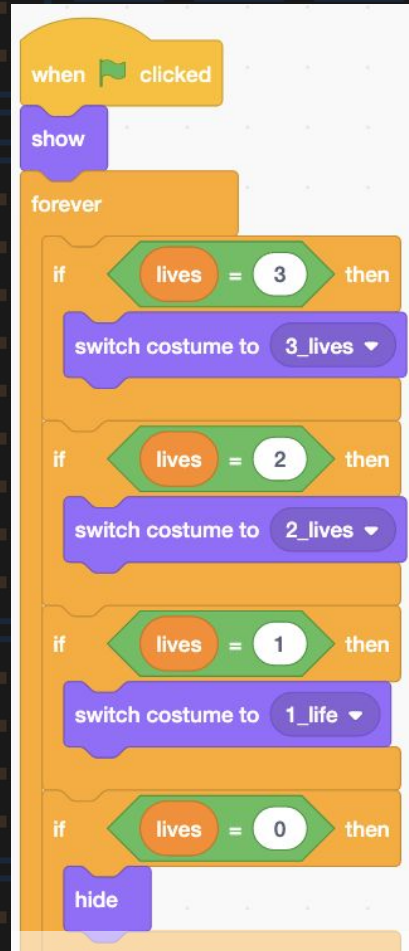 when clicked
show
forever
if lives = 3 then
switch costume to 3_lives
if lives = 2 then
switch costume to 2_lives
if lives = 1 then
switch costume to 1_life
if lives = 0 then
hide